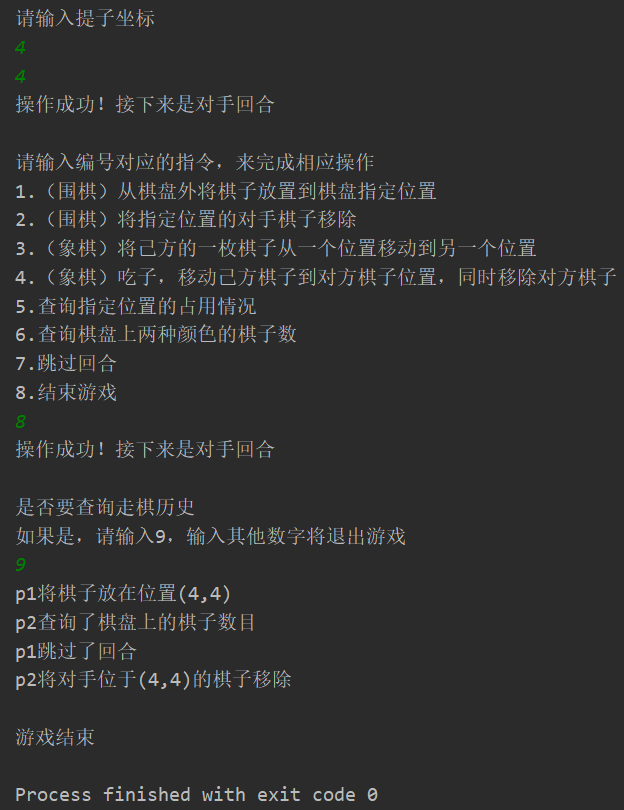 请输入提子坐标
4
4
操作成功！接下来是对手回合
请输入编号对应的指令，来完成相应操作
1.（围棋）从棋盘外将棋子放置到棋盘指定位置
2.（围棋）将指定位置的对手棋子移除
3.（象棋）将己方的一枚棋子从一个位置移动到另一个位置
4.（象棋）吃子，移动己方棋子到对方棋子位置，同时移除对方棋子
5.查询指定位置的占用情况
6.查询棋盘上两种颜色的棋子数
7.跳过回合
8.结束游戏
8
操作成功！接下来是对手回合
是否要查询走棋历史
如果是，请输入9，输入其他数字将退出游戏
9
p1将棋子放在位置(4,4)
p2查询了棋盘上的棋子数目
p1跳过了回合
p2将对手位于(4,4)的棋子移除
游戏结束
Process finished with exit code 0